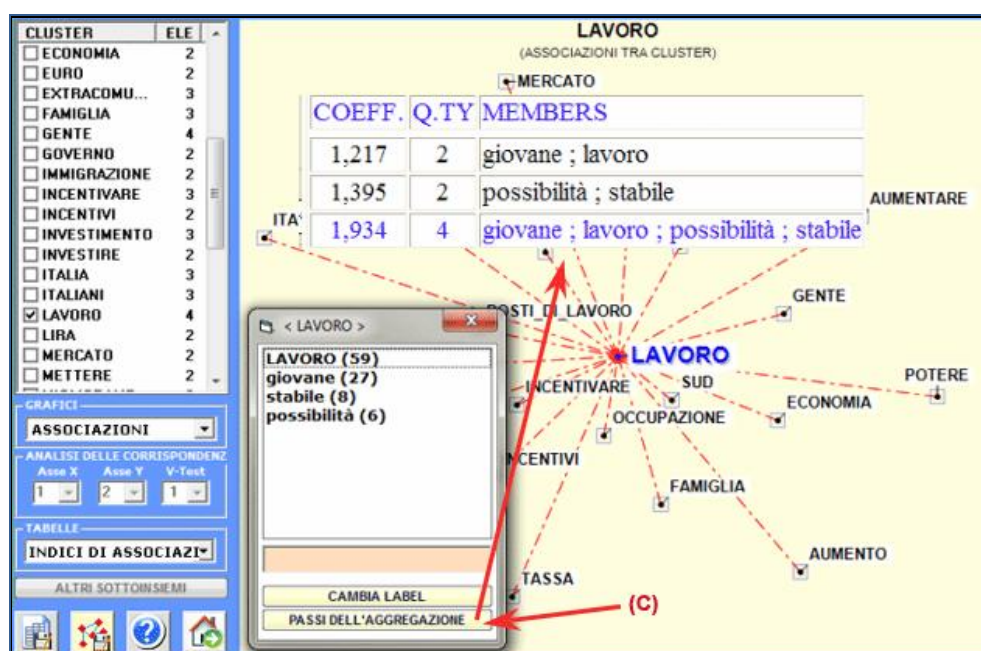 CLUSTER ELE
ECONOMIA 2
EURO 2
EXTRACOMU... 3
FAMIGLIA 3
GENTE 4
GOVERNO 2
IMMIGRAZIONE 2
INCENTIVARE 3
INCENTIVI 2
INVESTIMENTO 3
INVESTIRE 2
ITALIA 3
ITALIANI 3
LAVORO 4
LIRA 2
MERCATO 2
METTERE 2
GRAFICI
ASSOCIAZIONI
ANALISI DELLE CORRISPONDENZ
Asse X Asse Y V-Test
1 2 1
TABELLE
INDICI DI ASSOCIAZI
ALTRI SOTTOINSIEMI
LAVORO
(ASSOCIAZIONI TRA CLUSTER)
MERCATO
COEFF. Q.TY MEMBERS
1,217 2 giovane ; lavoro
1,395 2 possibilità ; stabile
1,934 4 giovane ; lavoro ; possibilità ; stabile
AUMENTARE
ITA
GENTE
POSTI_DI_LAVORO
LAVORO
POTERE
INCENTIVARE
SUD
ECONOMIA
OCCUPAZIONE
NCENTIVI
FAMIGLIA
AUMENTO
TASSA
< LAVORO >
LAVORO (59)
giovane (27)
stabile (8)
possibilità (6)
CAMBIA LABEL
PASSI DELL'AGGREGAZIONE
(C)